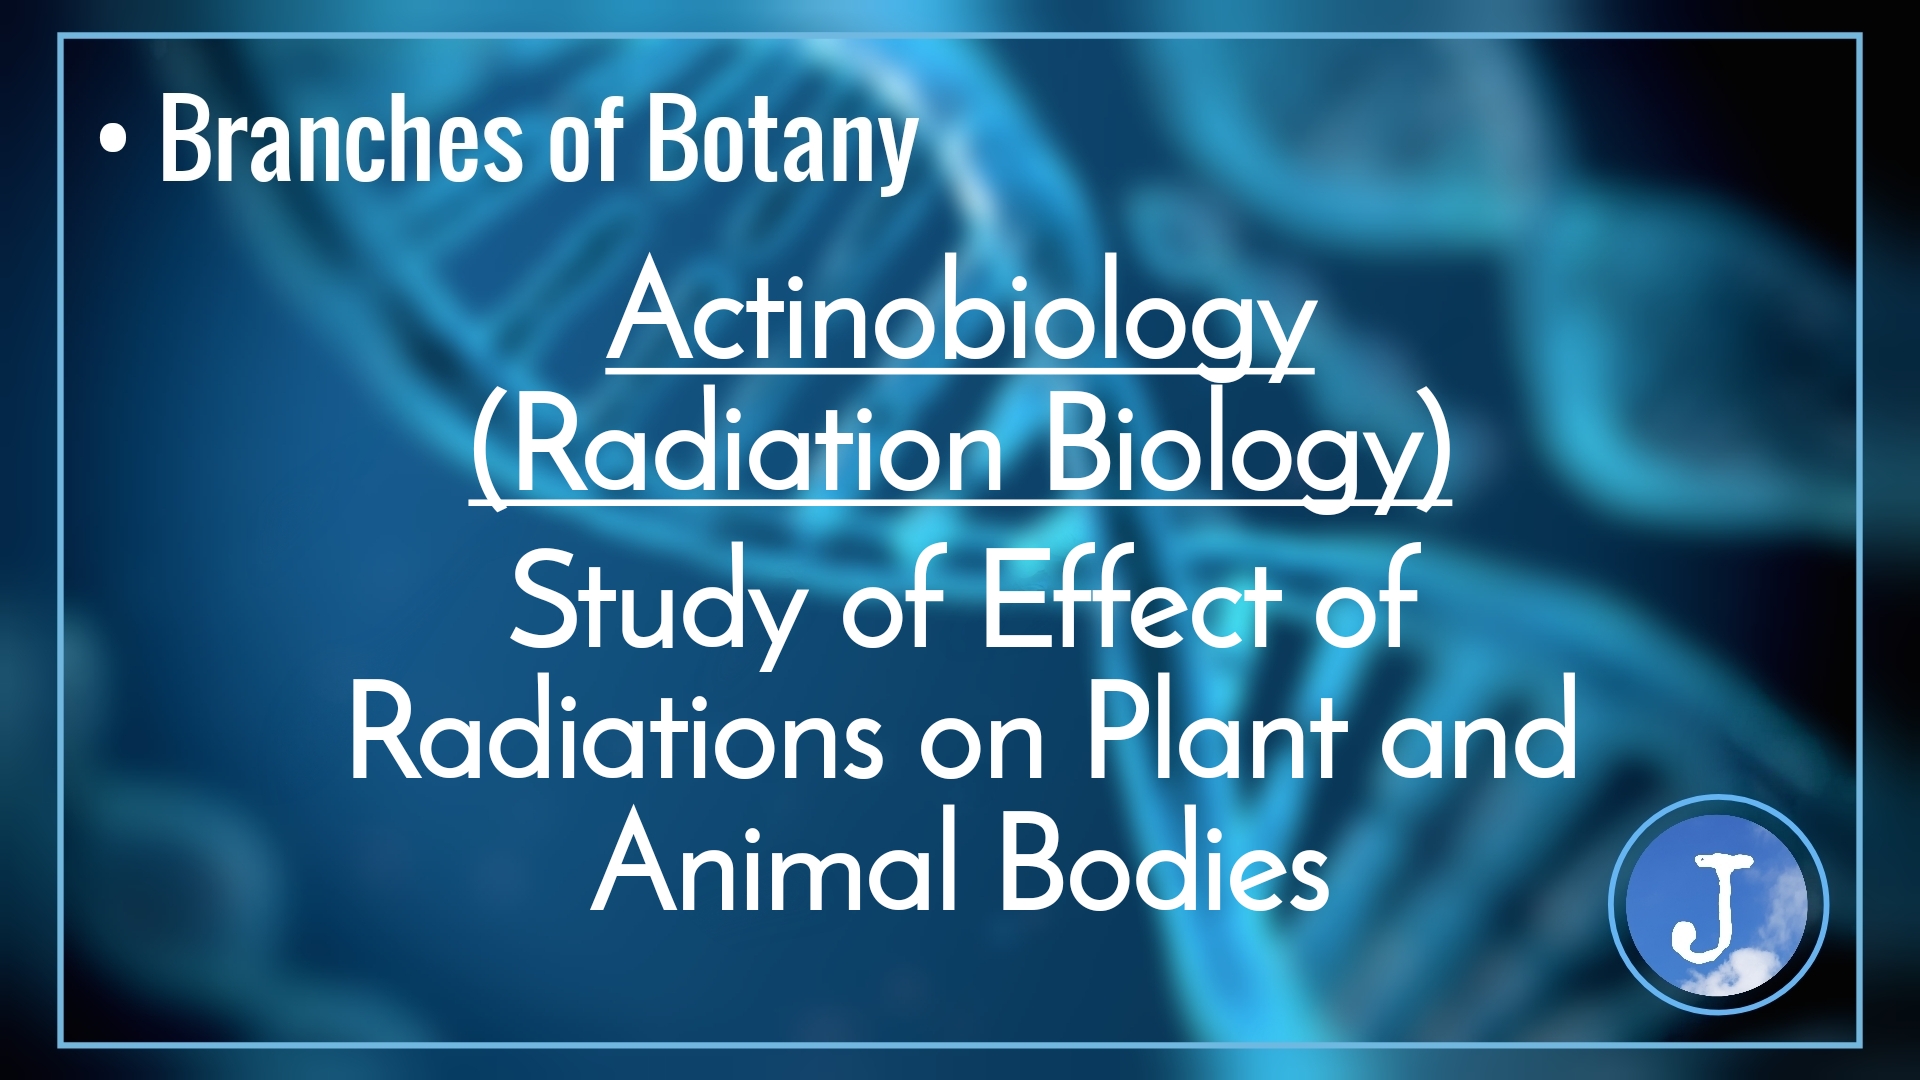 • Branches of Botany
Actinobiology
(Radiation Biology)
Study of Effect of
Radiations on Plant and
Animal Bodies
J